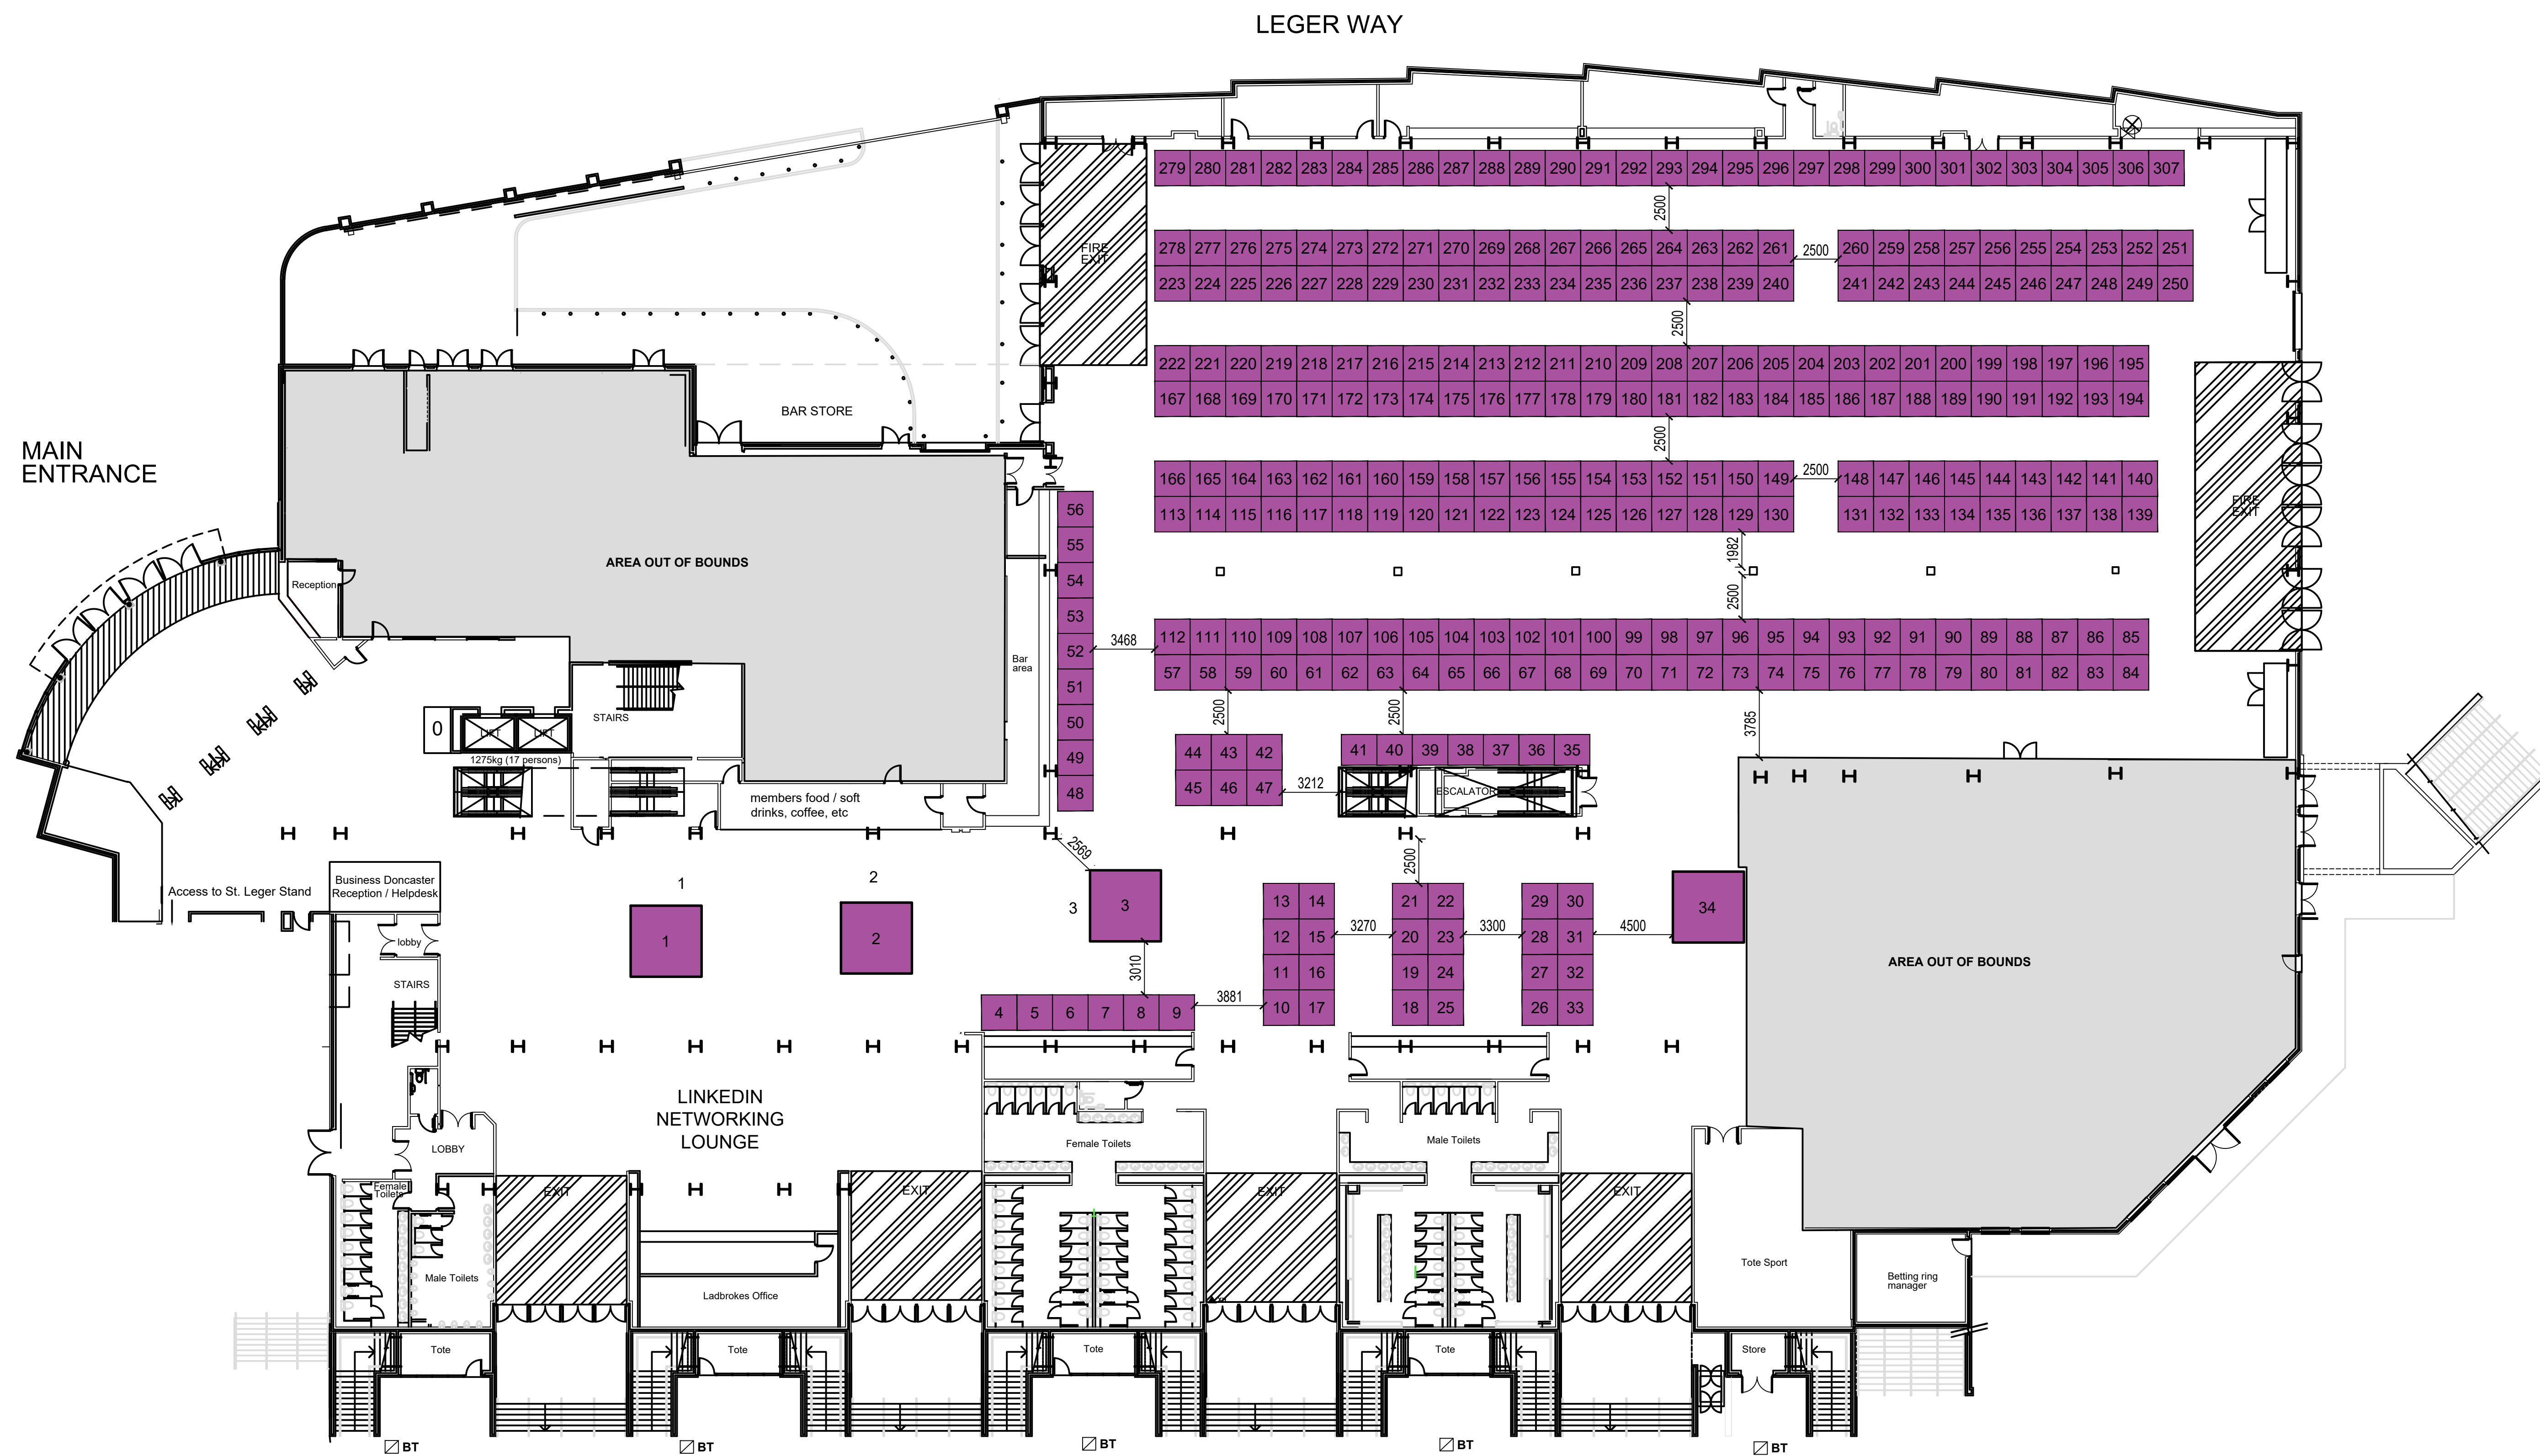 LEGER WAY
279 280 281 282 283 284 285 286 287 288 289 290 291 292 293 294 295 296 297 298 299 300 301 302 303 304 305 306 307
2500
FIRE
EXIT
278 277 276 275 274 273 272 271 270 269 268 267 266 265 264 263 262 261 2500 260 259 258 257 256 255 254 253 252 251
223 224 225 226 227 228 229 230 231 232 233 234 235 236 237 238 239 240 241 242 243 244 245 246 247 248 249 250
2500
222 221 220 219 218 217 216 215 214 213 212 211 210 209 208 207 206 205 204 203 202 201 200 199 198 197 196 195
167 168 169 170 171 172 173 174 175 176 177 178 179 180 181 182 183 184 185 186 187 188 189 190 191 192 193 194
BAR STORE
2500
MAIN
ENTRANCE
166 165 164 163 162 161 160 159 158 157 156 155 154 153 152 151 150 149 2500 148 147 146 145 144 143 142 141 140
113 114 115 116 117 118 119 120 121 122 123 124 125 126 127 128 129 130 131 132 133 134 135 136 137 138 139
FIRE
EXIT
56
55
54
53
52
51
50
49
48
AREA OUT OF BOUNDS
1982
2500
Reception
Bar
area
3468
112 111 110 109 108 107 106 105 104 103 102 101 100 99 98 97 96 95 94 93 92 91 90 89 88 87 86 85
57 58 59 60 61 62 63 64 65 66 67 68 69 70 71 72 73 74 75 76 77 78 79 80 81 82 83 84
2500
2500
3785
STAIRS
0
LIFT
LIFT
1275kg (17 persons)
44 43 42
45 46 47
3212
41 40 39 38 37 36 35
ESCALATOR
members food / soft
drinks, coffee, etc
2569
2500
Access to St. Leger Stand
Business Doncaster
Reception / Helpdesk
1
2
3
1
2
3
34
13 14
12 15
11 16
10 17
3270
21 22
20 23
19 24
18 25
3300
29 30
28 31
27 32
26 33
4500
3010
4 5 6 7 8 9
3881
lobby
STAIRS
AREA OUT OF BOUNDS
LINKEDIN
NETWORKING
LOUNGE
LOBBY
Female Toilets
Male Toilets
Female
Toilets
EXIT
EXIT
EXIT
EXIT
Male Toilets
Ladbrokes Office
Tote Sport
Betting ring
manager
Tote
Tote
Tote
Tote
Store
BT
BT
BT
BT
BT